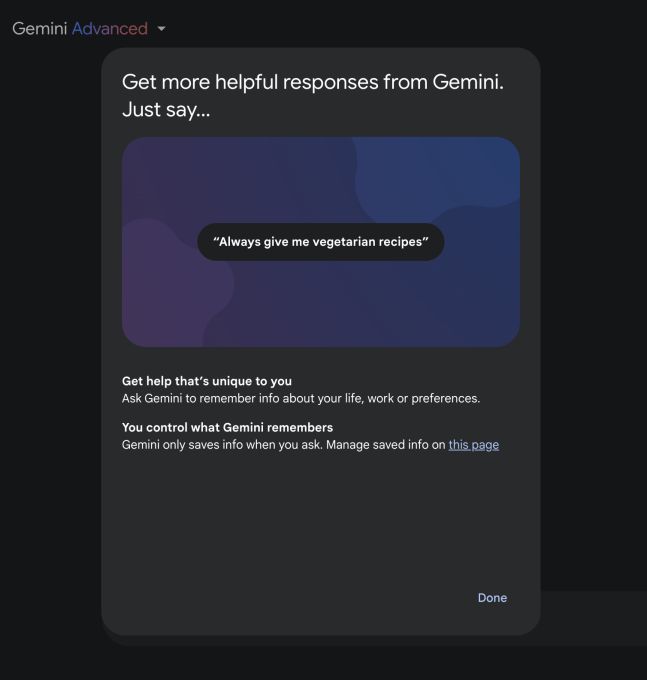 Gemini Advanced
Get more helpful responses from Gemini.
Just say...
“Always give me vegetarian recipes”
Get help that’s unique to you
Ask Gemini to remember info about your life, work or preferences.
You control what Gemini remembers
Gemini only saves info when you ask. Manage saved info on this page
Done